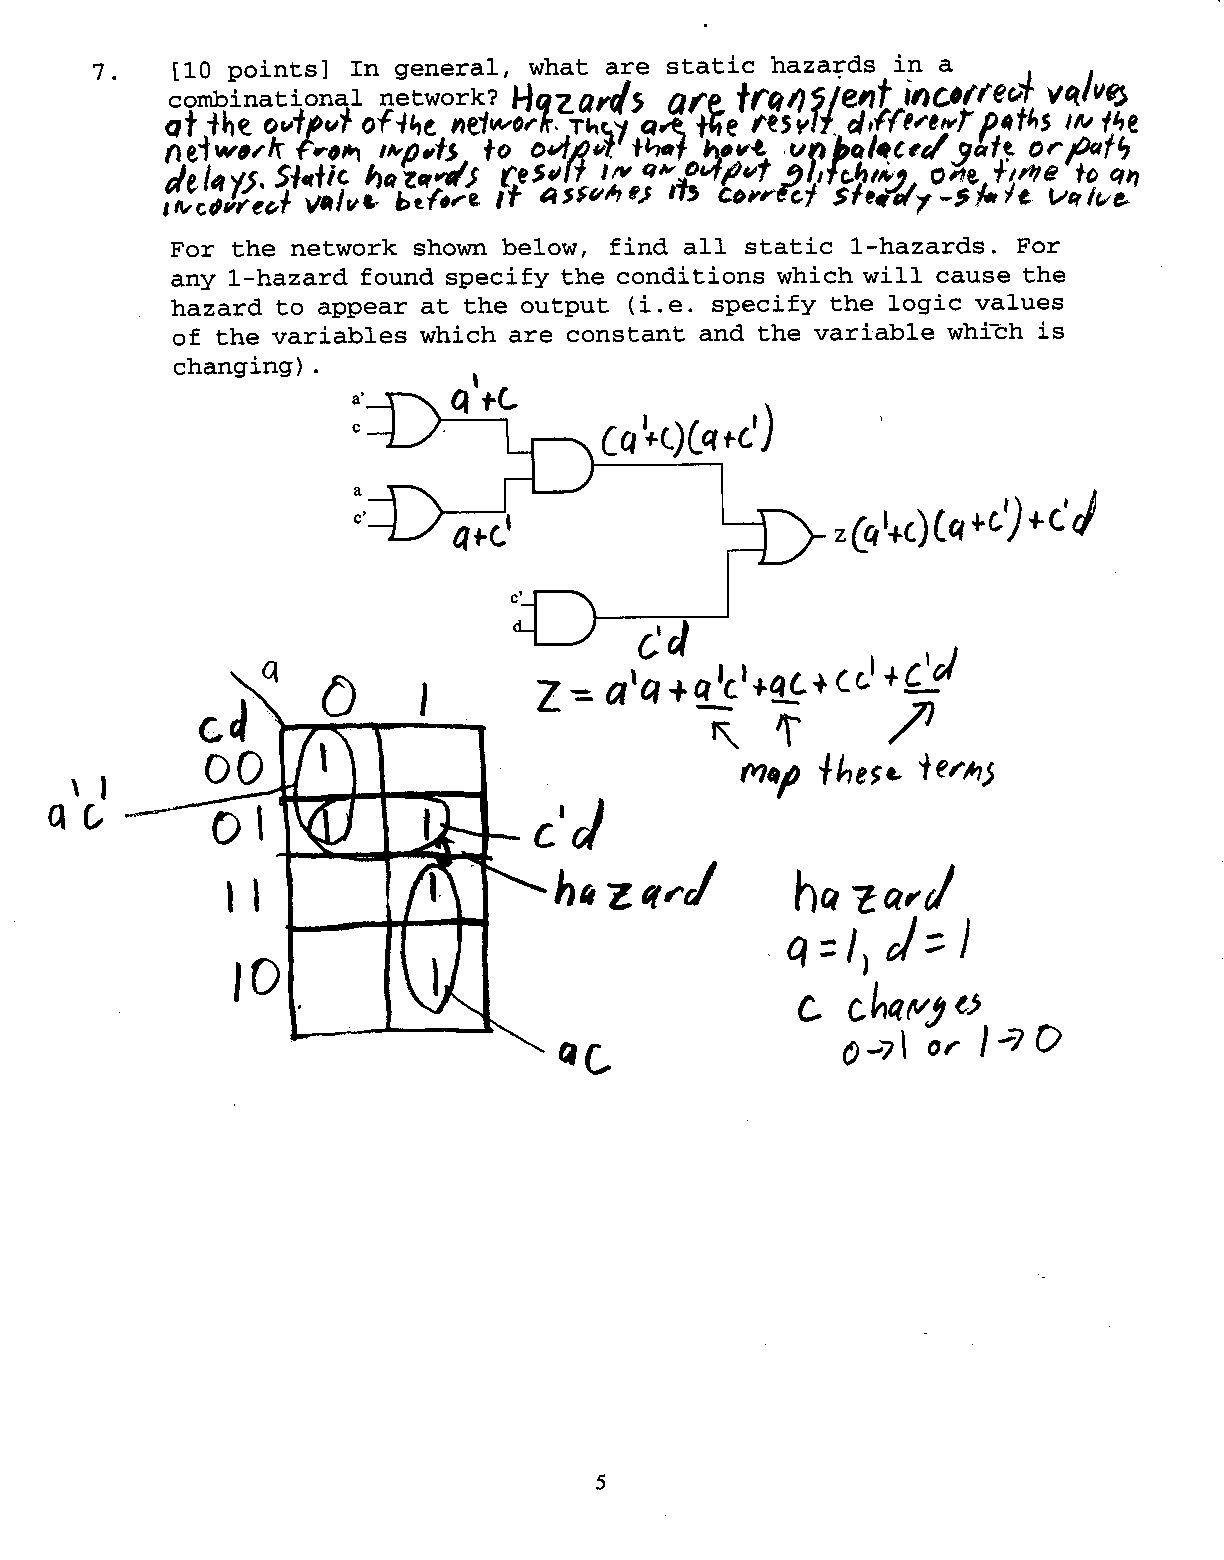 7. [10 points] In general, what are static hazards in a
combinational network? Hazards are transient incorrect values
at the output of the network. They are the result different paths in the
network from inputs to output that have unbalaced gate or path
delays. Static hazards result in an output glitching one time to an
incorrect value before it assumes its correct steady-state value
For the network shown below, find all static 1-hazards. For
any 1-hazard found specify the conditions which will cause the
hazard to appear at the output (i.e. specify the logic values
of the variables which are constant and the variable which is
changing).
a' a'+c
c (a'+c)(a+c')
a
c' a+c' z (a'+c)(a+c')+c'd
c'
d c'd
a Z = a'a + a'c' + ac + cc' + c'd
0 1
cd
00 1 map these terms
a'c'
01 1 1 c'd
11 1 hazard hazard
a=1, d=1
10 1 c changes
0→1 or 1→0
ac
5